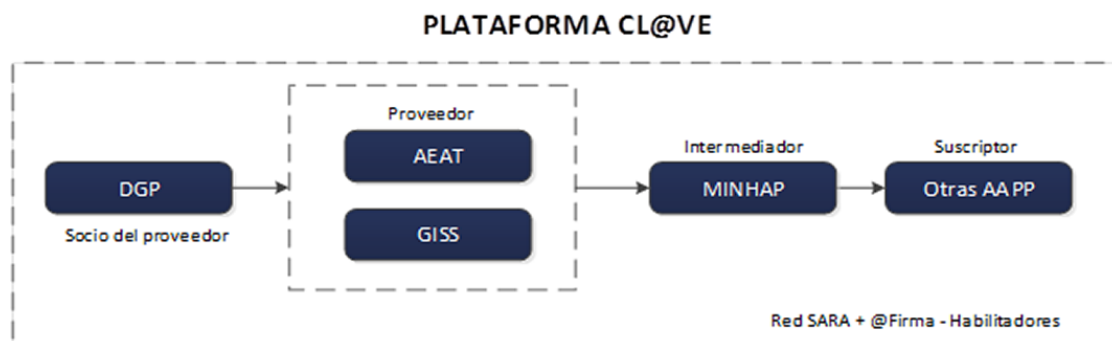 PLATAFORMA CL@VE
Proveedor
AEAT
GISS
DGP
Socio del proveedor
Intermediador
MINHAP
Suscriptor
Otras AAPP
Red SARA + @Firma - Habilitadores